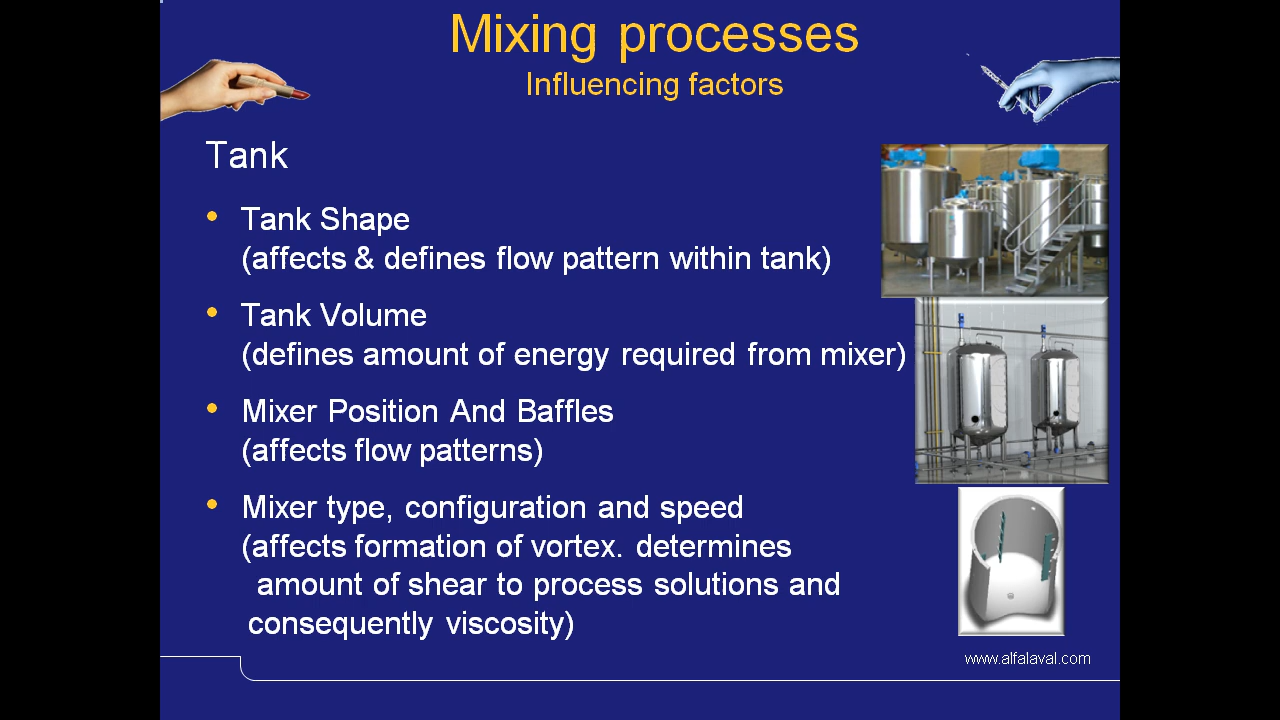 Mixing processes
Influencing factors
Tank
• Tank Shape
(affects & defines flow pattern within tank)
• Tank Volume
(defines amount of energy required from mixer)
• Mixer Position And Baffles
(affects flow patterns)
• Mixer type, configuration and speed
(affects formation of vortex. determines
amount of shear to process solutions and
consequently viscosity)
www.alfalaval.com